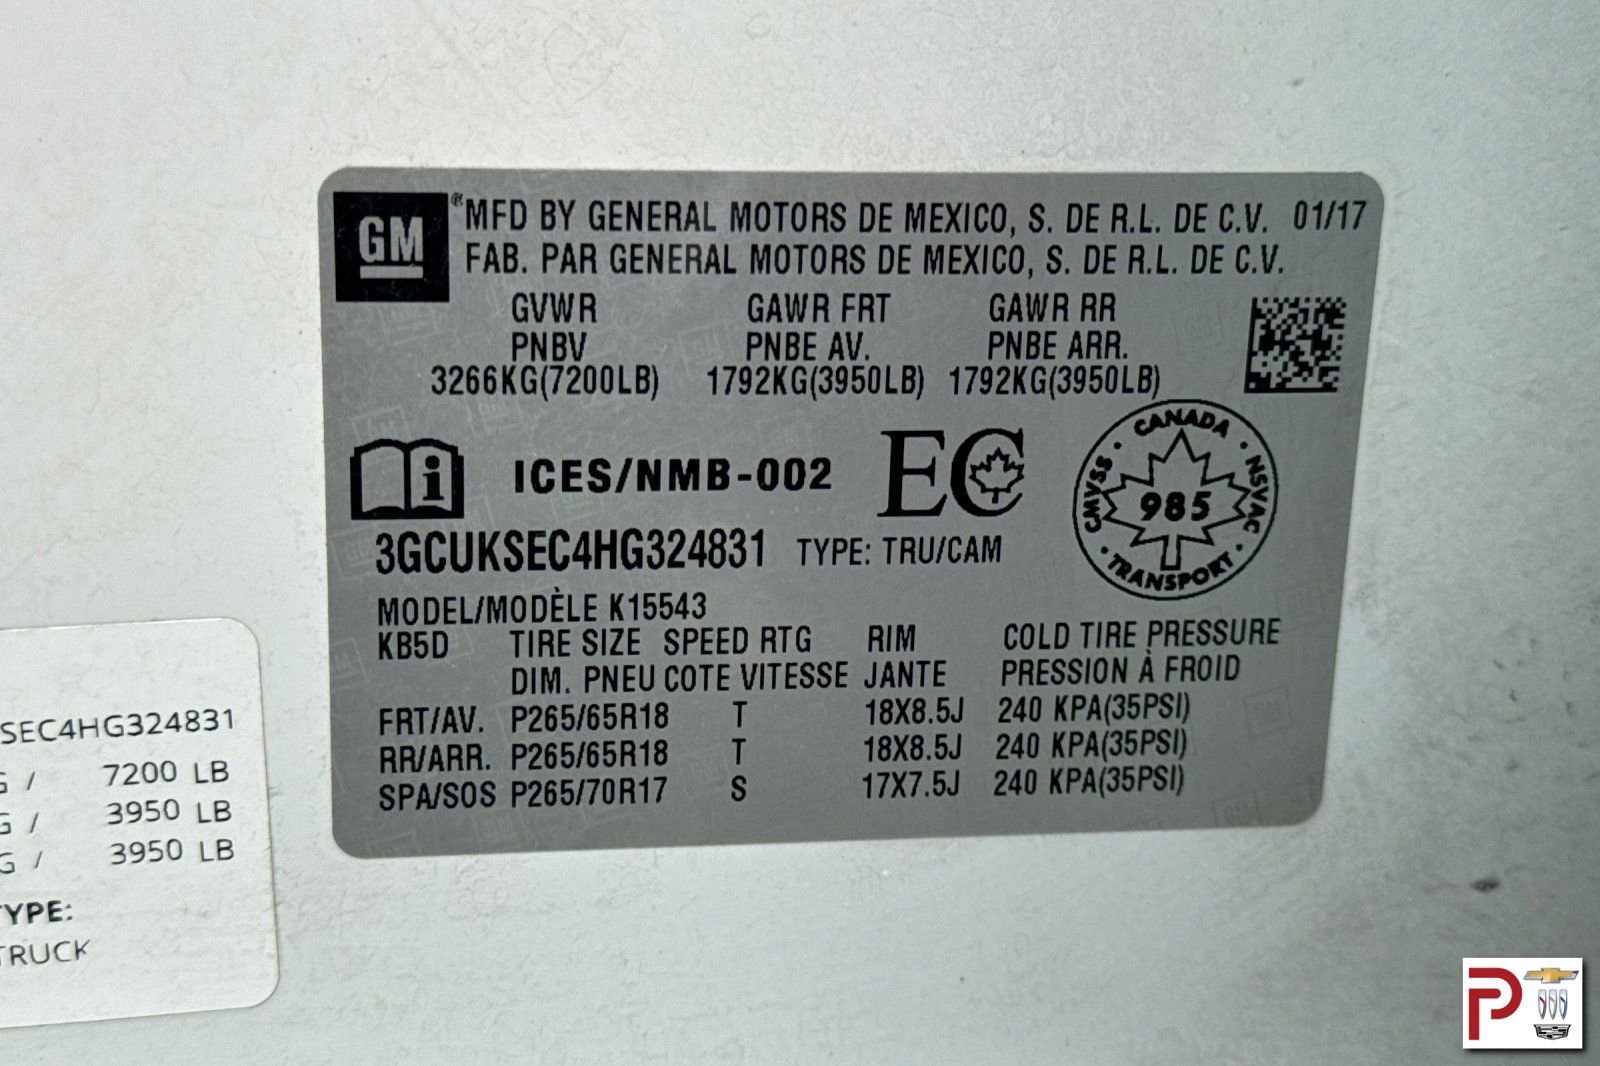 GM
® MFD BY GENERAL MOTORS DE MEXICO, S. DE R.L. DE C.V. 01/17
FAB. PAR GENERAL MOTORS DE MEXICO, S. DE R.L. DE C.V.
GVWR GAWR FRT GAWR RR
PNBV PNBE AV. PNBE ARR.
3266KG(7200LB) 1792KG(3950LB) 1792KG(3950LB)
i ICES/NMB-002 EC
CANADA
CMVSS 985 NSVAC
TRANSPORT
3GCUKSEC4HG324831 TYPE: TRU/CAM
MODEL/MODÈLE K15543
KB5D TIRE SIZE SPEED RTG RIM COLD TIRE PRESSURE
DIM. PNEU COTE VITESSE JANTE PRESSION À FROID
FRT/AV. P265/65R18 T 18X8.5J 240 KPA(35PSI)
RR/ARR. P265/65R18 T 18X8.5J 240 KPA(35PSI)
SPA/SOS P265/70R17 S 17X7.5J 240 KPA(35PSI)
SEC4HG324831
G / 7200 LB
G / 3950 LB
G / 3950 LB
TYPE:
TRUCK
P